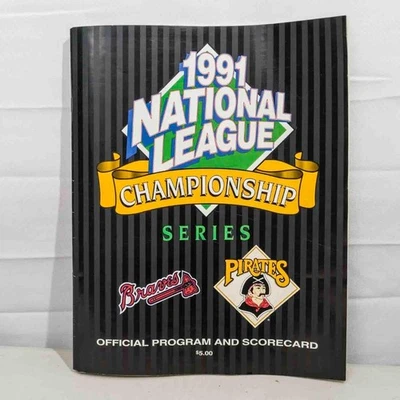 1991
NATIONAL
LEAGUE
CHAMPIONSHIP
SERIES
Braves
PIRATES
OFFICIAL PROGRAM AND SCORECARD
$5.00